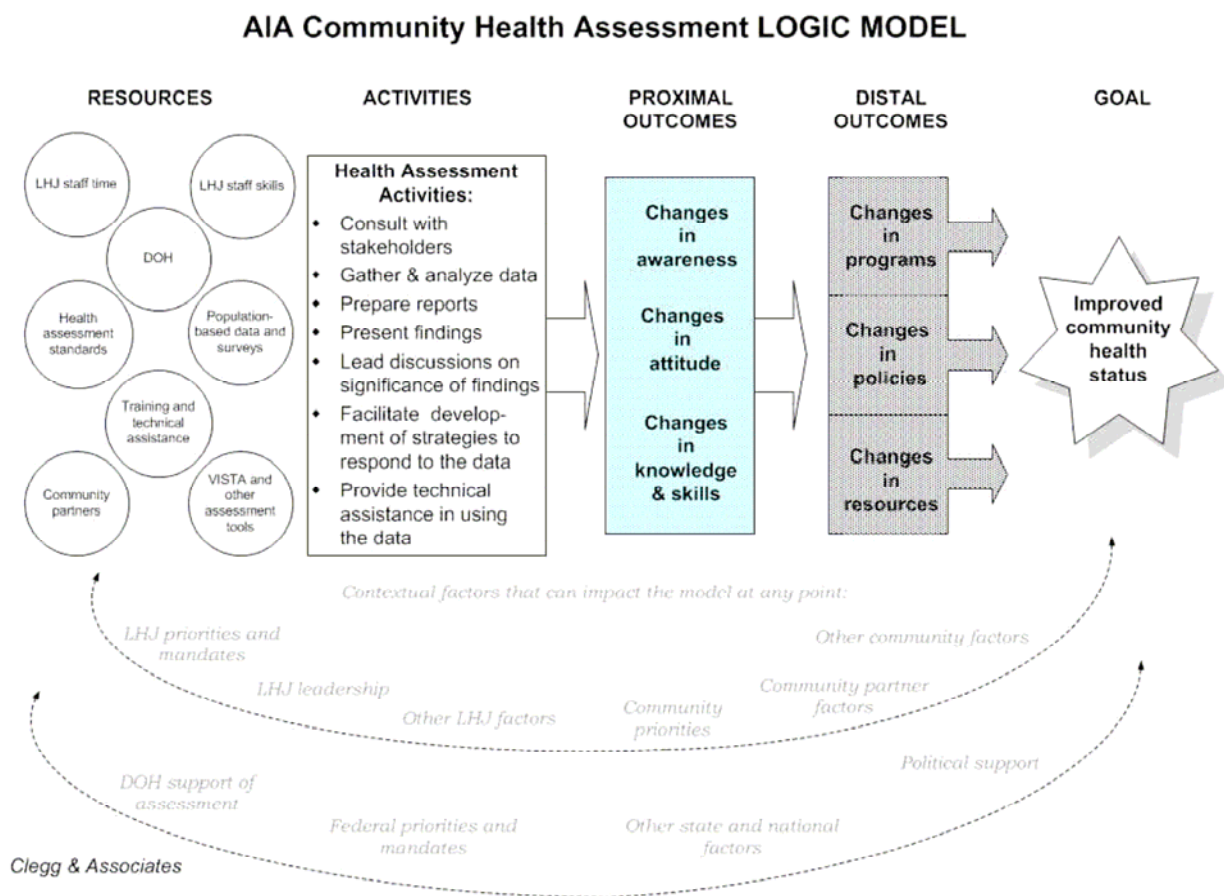 AIA Community Health Assessment LOGIC MODEL
RESOURCES
ACTIVITIES
PROXIMAL
OUTCOMES
DISTAL
OUTCOMES
GOAL
LHJ staff time
LHJ staff skills
DOH
Health
assessment
standards
Population-
based data and
surveys
Training and
technical
assistance
Community
partners
VISTA and
other
assessment
tools
Health Assessment
Activities:
• Consult with
stakeholders
• Gather & analyze data
• Prepare reports
• Present findings
• Lead discussions on
significance of findings
• Facilitate develop-
ment of strategies to
respond to the data
• Provide technical
assistance in using
the data
Changes
in
awareness
Changes
in
attitude
Changes
in
knowledge
& skills
Changes
in
programs
Changes
in
policies
Changes
in
resources
Improved
community
health
status
Contextual factors that can impact the model at any point:
LHJ priorities and
mandates
LHJ leadership
Other LHJ factors
Community
priorities
Community partner
factors
Other community factors
DOH support of
assessment
Federal priorities and
mandates
Other state and national
factors
Political support
Clegg & Associates